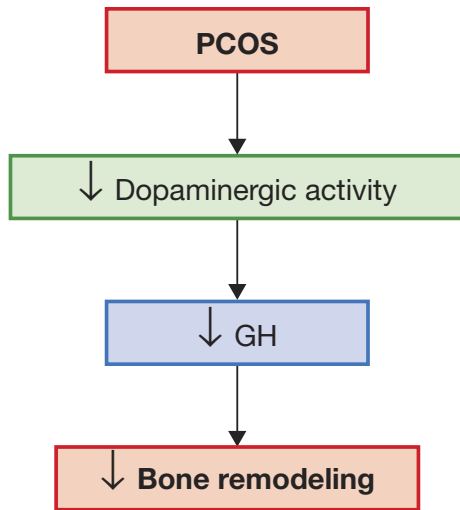 PCOS
↓ Dopaminergic activity
↓ GH
↓ Bone remodeling